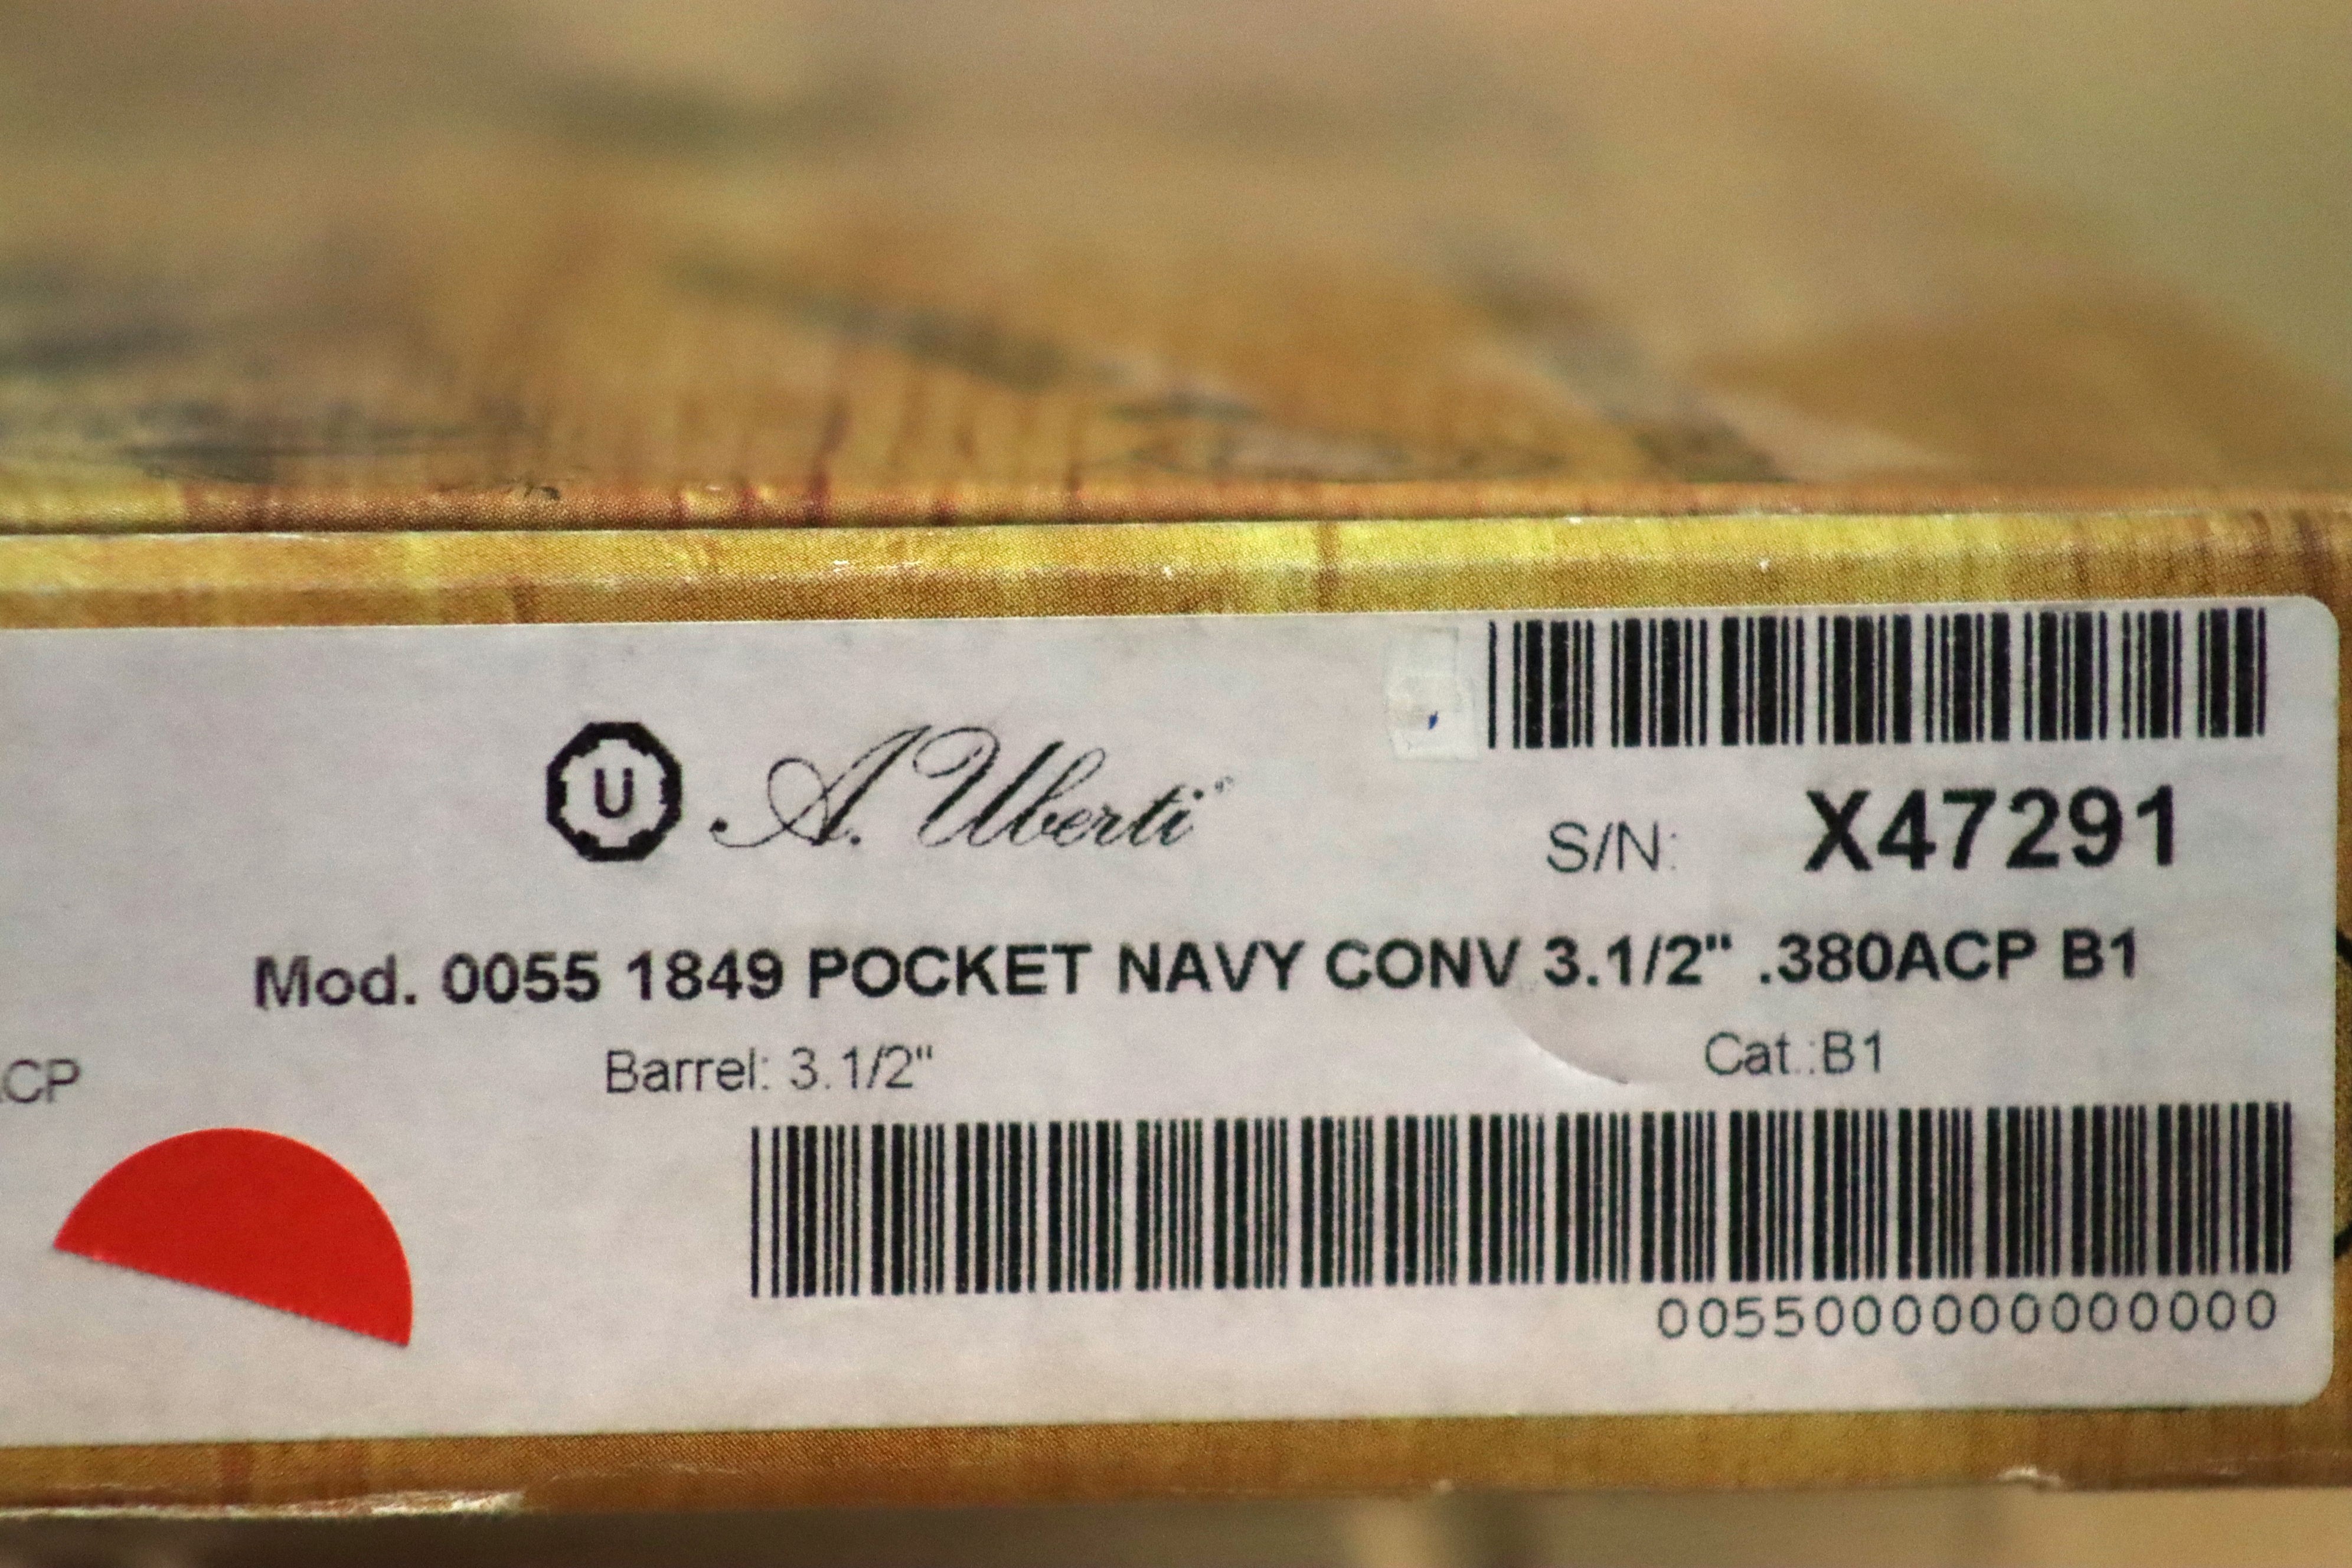 U A. Uberti®
S/N: X47291
Mod. 0055 1849 POCKET NAVY CONV 3.1/2" .380ACP B1
CP Barrel: 3.1/2" Cat.:B1
0055000000000000